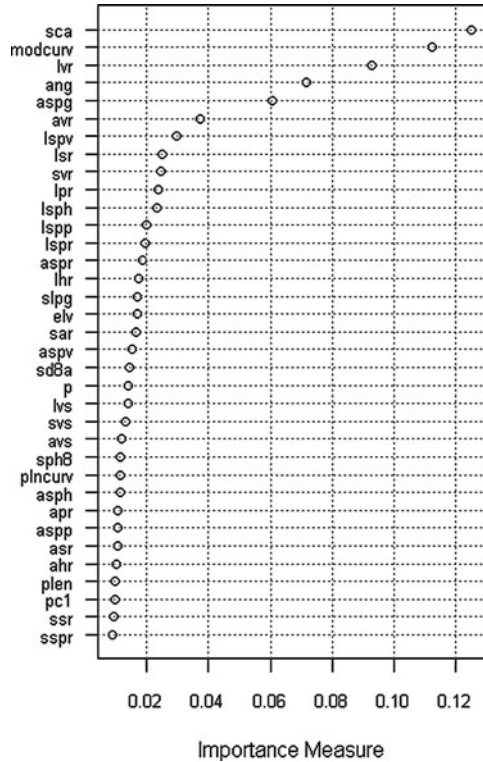 sca
modcurv
lvr
ang
aspg
avr
lspv
lsr
svr
lpr
lsph
lspp
lspr
aspr
lhr
slpg
elv
sar
aspv
sd8a
p
lvs
svs
avs
sph8
plncurv
asph
apr
aspp
asr
ahr
plen
pc1
ssr
sspr
0.02 0.04 0.06 0.08 0.10 0.12
Importance Measure